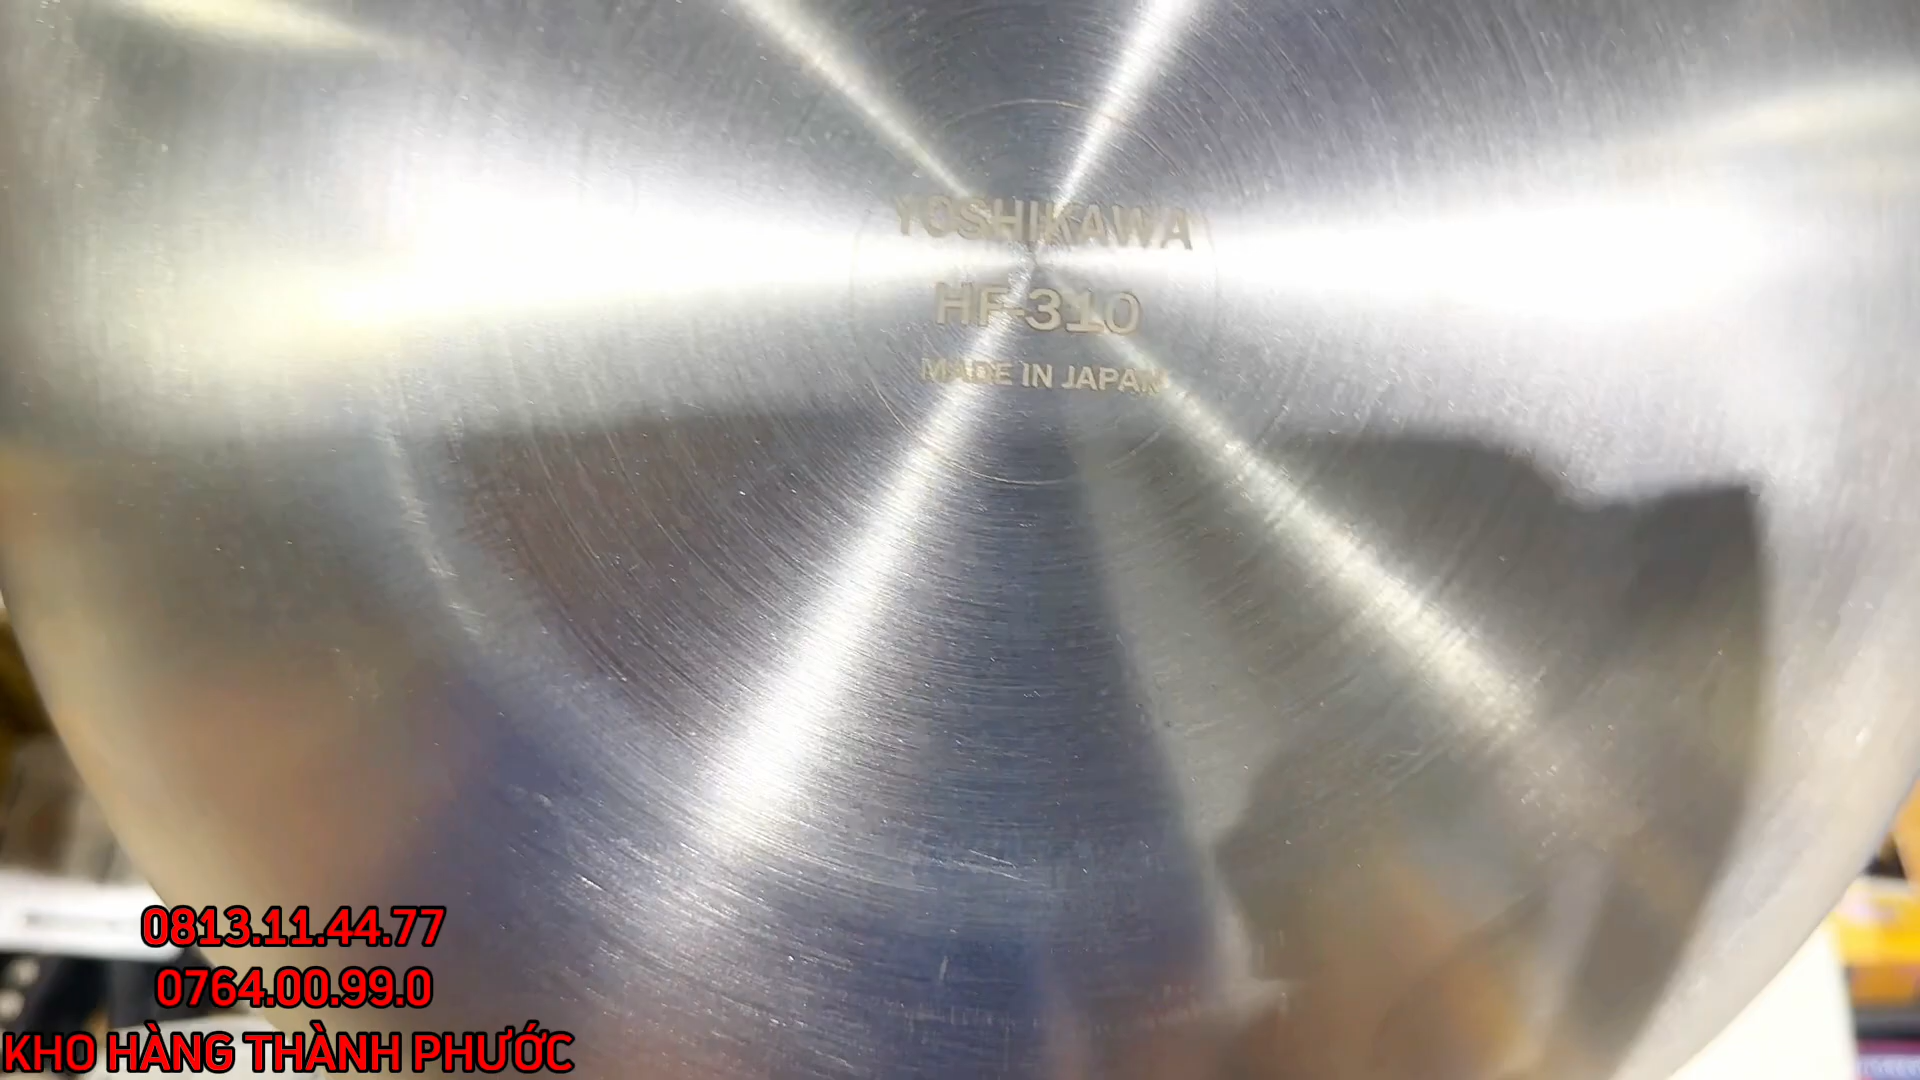 YOSHIKAWA
HF-310
MADE IN JAPAN
0813.11.44.77
0764.00.99.0
KHO HÀNG THÀNH PHƯỚC